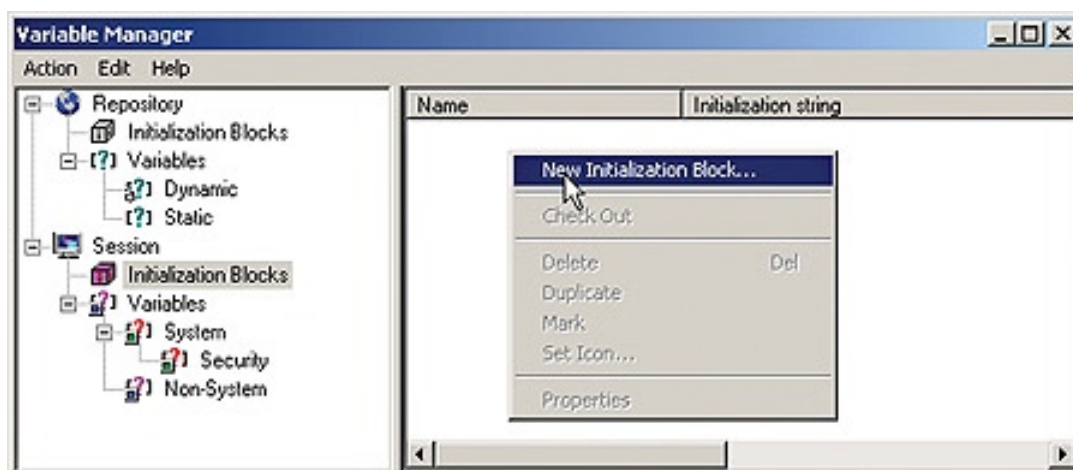 Variable Manager
Action Edit Help
Repository
Initialization Blocks
Variables
Dynamic
Static
Session
Initialization Blocks
Variables
System
Security
Non-System
Name Initialization string
New Initialization Block...
Check Out
Delete Del
Duplicate
Mark
Set Icon...
Properties